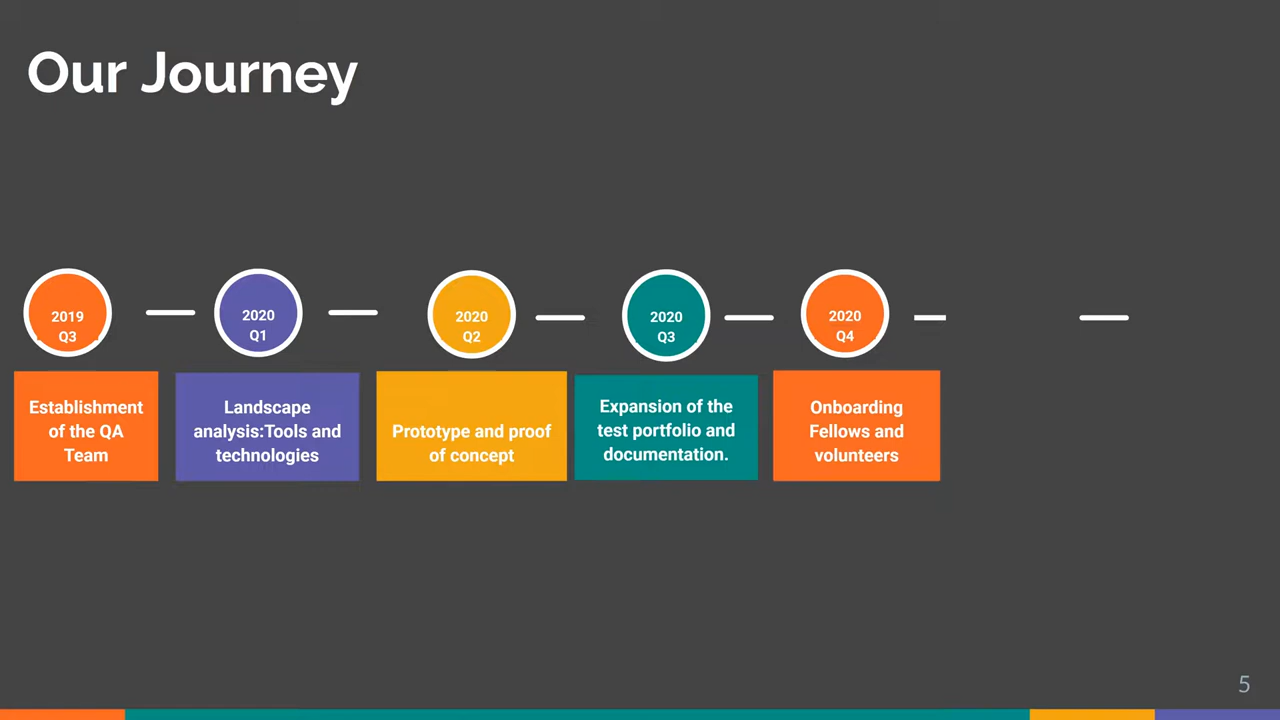 Our Journey
2019
Q3
2020
Q1
2020
Q2
2020
Q3
2020
Q4
Establishment
of the QA
Team
Landscape
analysis:Tools and
technologies
Prototype and proof
of concept
Expansion of the
test portfolio and
documentation.
Onboarding
Fellows and
volunteers
5